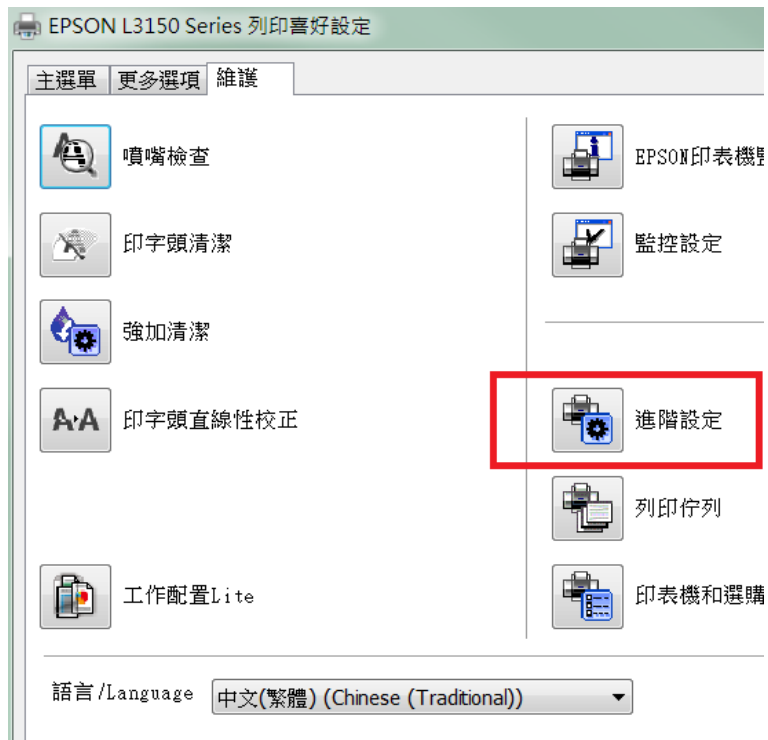 EPSON L3150 Series 列印喜好設定
主選單 更多選項 維護
噴嘴檢查
印字頭清潔
強加清潔
印字頭直線性校正
工作配置Lite
EPSON印表機
監控設定
進階設定
列印佇列
印表機和選購
語言/Language 中文(繁體) (Chinese (Traditional))